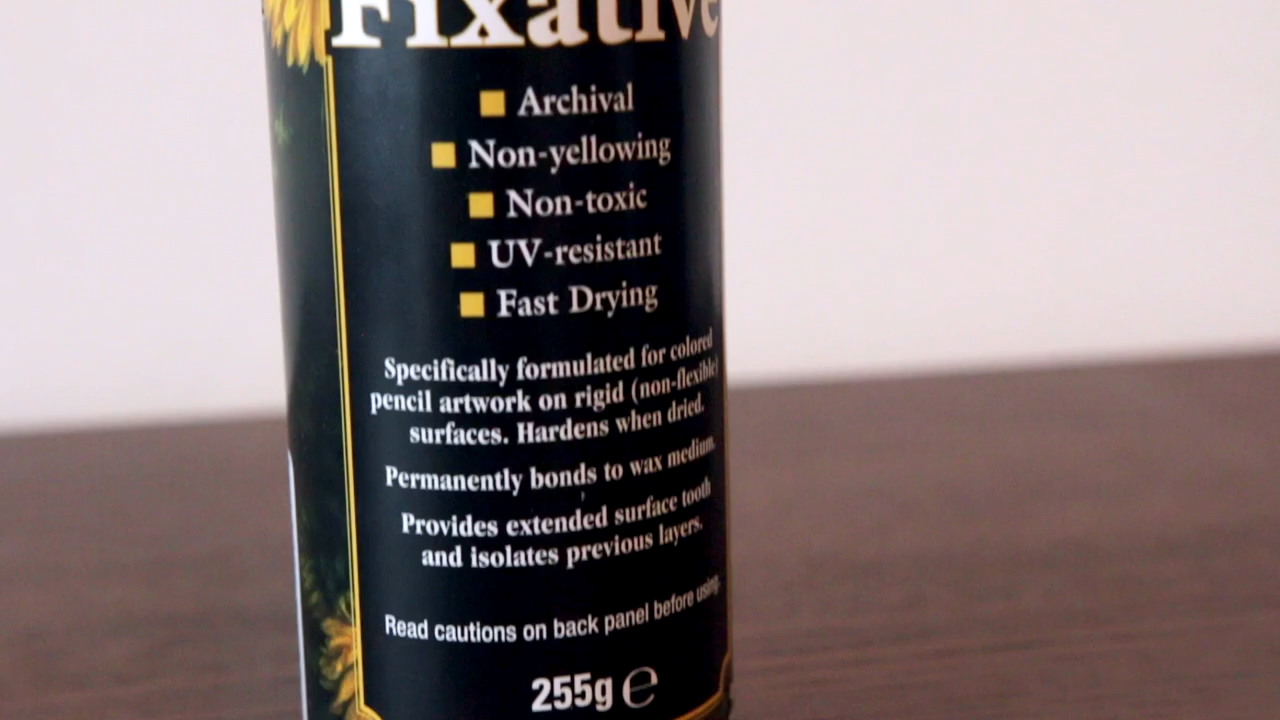 Fixative
Archival
Non-yellowing
Non-toxic
UV-resistant
Fast Drying
Specifically formulated for colored
pencil artwork on rigid (non-flexible)
surfaces. Hardens when dried.
Permanently bonds to wax medium.
Provides extended surface tooth
and isolates previous layers.
Read cautions on back panel before using.
255g ℮